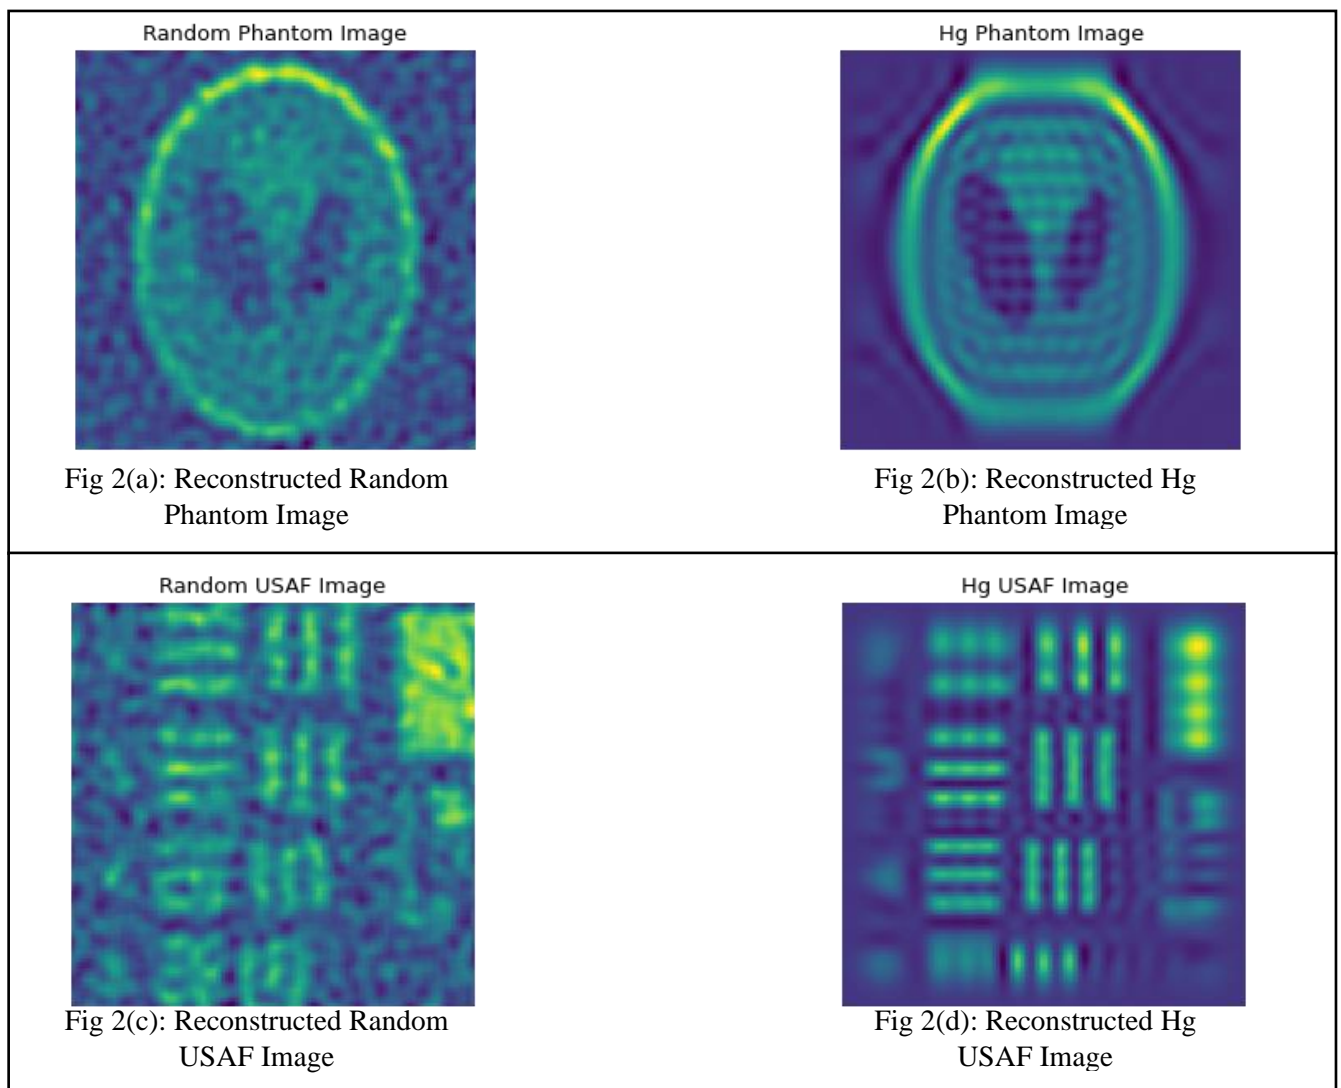 Random Phantom Image
Hg Phantom Image
Fig 2(a): Reconstructed Random
Phantom Image
Fig 2(b): Reconstructed Hg
Phantom Image
Random USAF Image
Hg USAF Image
Fig 2(c): Reconstructed Random
USAF Image
Fig 2(d): Reconstructed Hg
USAF Image